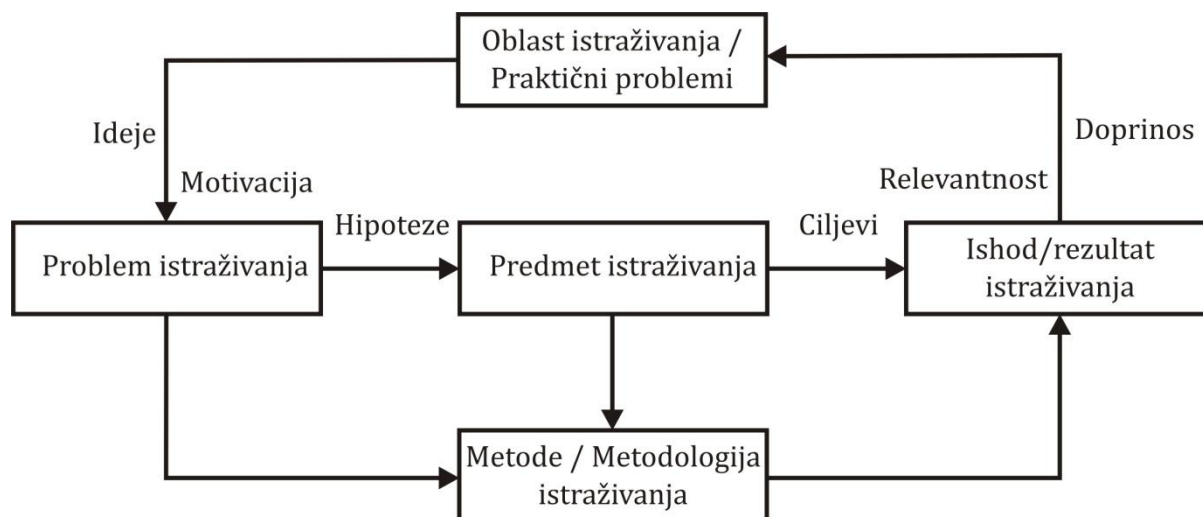 Oblast istraživanja /
Praktični problemi
Ideje
Doprinos
Motivacija
Relevantnost
Hipoteze
Ciljevi
Problem istraživanja
Predmet istraživanja
Ishod/rezultat
istraživanja
Metode / Metodologija
istraživanja